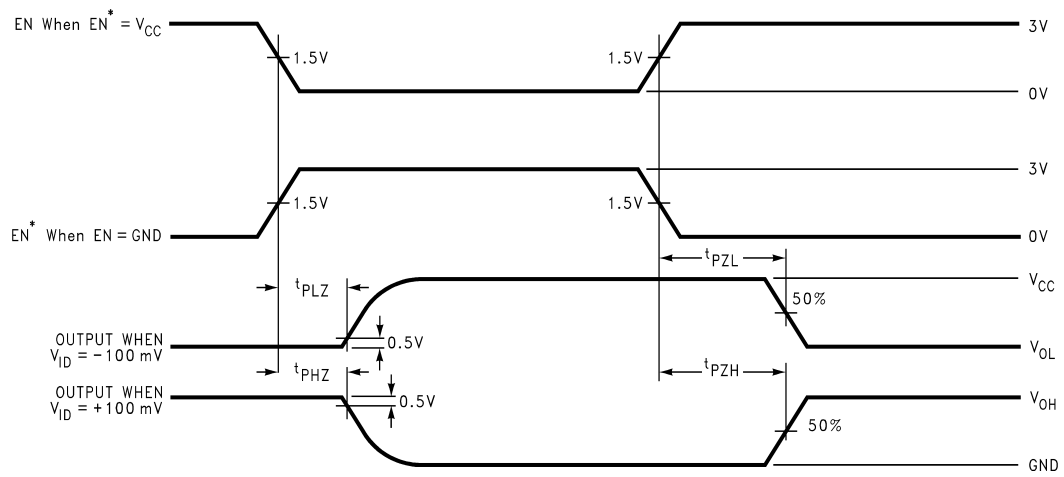 EN When EN* = VCC
1.5V
1.5V
3V
0V
3V
1.5V
1.5V
EN* When EN = GND
0V
tPZL
VCC
tPLZ
50%
OUTPUT WHEN
VID = −100 mV
0.5V
VOL
tPHZ
tPZH
OUTPUT WHEN
VID = +100 mV
0.5V
VOH
50%
GND